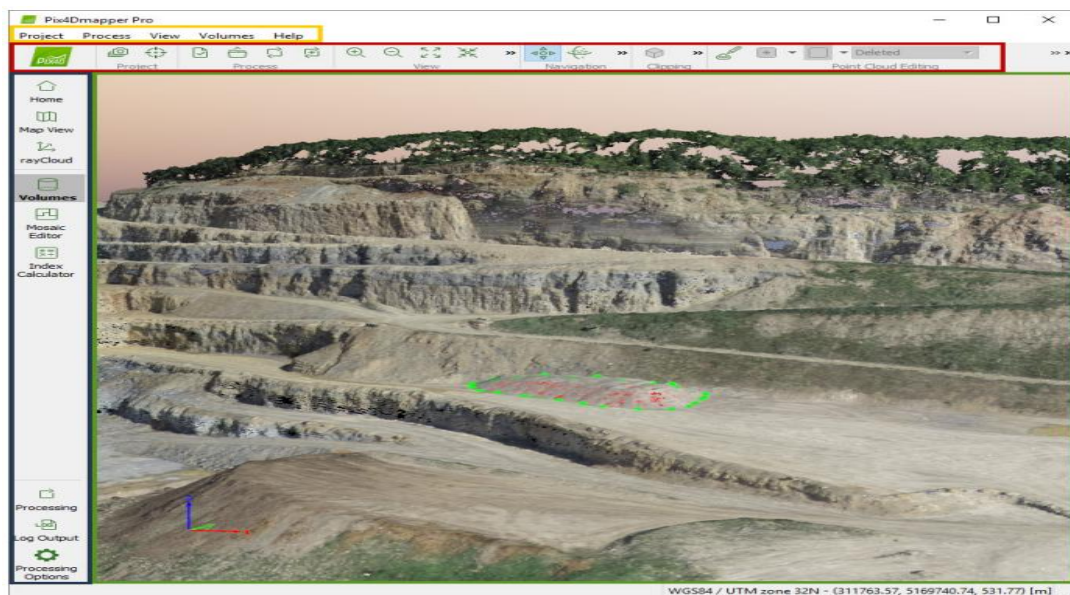 Pix4Dmapper Pro
Project Process View Volumes Help
Pix4D
Deleted
Project Process View Navigation Clipping Point Cloud Editing
Home
Map View
rayCloud
Volumes
Mosaic
Editor
Index
Calculator
Processing
Log Output
Processing
Options
WGS84 / UTM zone 32N - (311763.57, 5169740.74, 531.77) [m]